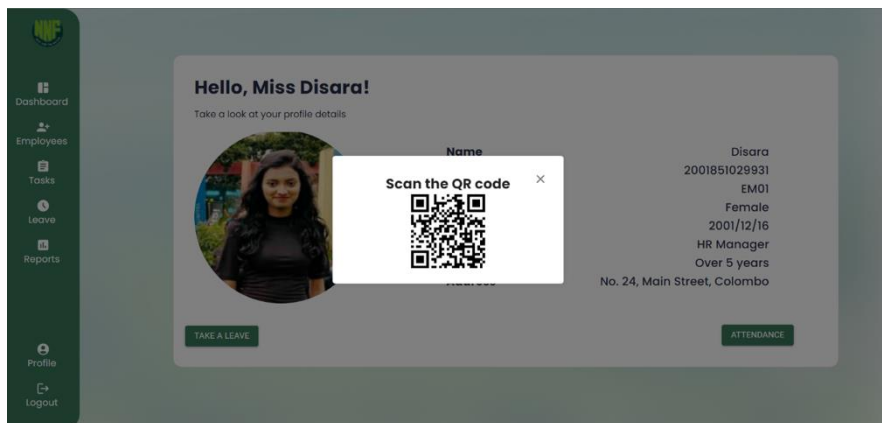 NNF
Dashboard
Employees
Tasks
Leave
Reports
Profile
Logout
Hello, Miss Disara!
Take a look at your profile details
Name Disara
2001851029931
EM01
Female
2001/12/16
HR Manager
Over 5 years
Address No. 24, Main Street, Colombo
Scan the QR code ×
TAKE A LEAVE
ATTENDANCE